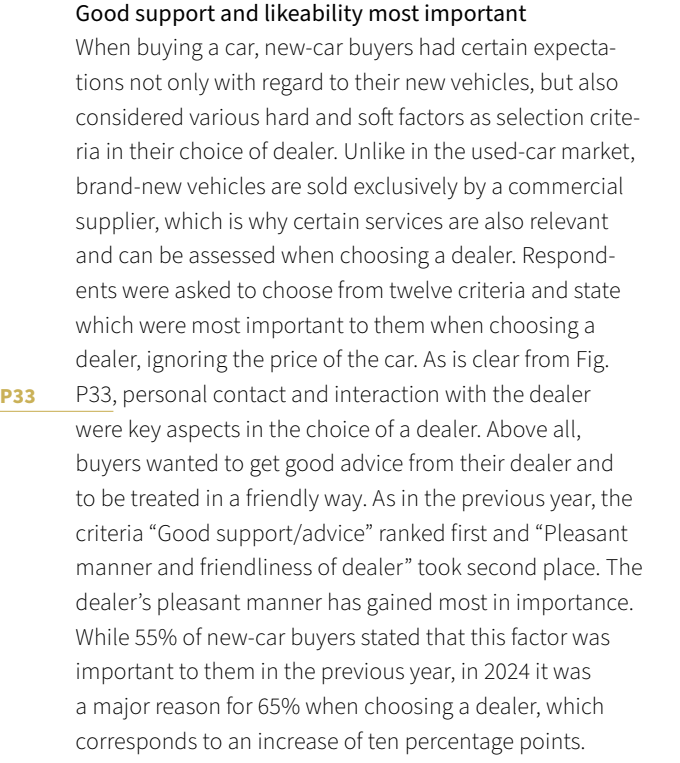 Good support and likeability most important
When buying a car, new-car buyers had certain expecta-
tions not only with regard to their new vehicles, but also
considered various hard and soft factors as selection crite-
ria in their choice of dealer. Unlike in the used-car market,
brand-new vehicles are sold exclusively by a commercial
supplier, which is why certain services are also relevant
and can be assessed when choosing a dealer. Respond-
ents were asked to choose from twelve criteria and state
which were most important to them when choosing a
dealer, ignoring the price of the car. As is clear from Fig.
P33
P33, personal contact and interaction with the dealer
were key aspects in the choice of a dealer. Above all,
buyers wanted to get good advice from their dealer and
to be treated in a friendly way. As in the previous year, the
criteria “Good support/advice” ranked first and “Pleasant
manner and friendliness of dealer” took second place. The
dealer’s pleasant manner has gained most in importance.
While 55% of new-car buyers stated that this factor was
important to them in the previous year, in 2024 it was
a major reason for 65% when choosing a dealer, which
corresponds to an increase of ten percentage points.